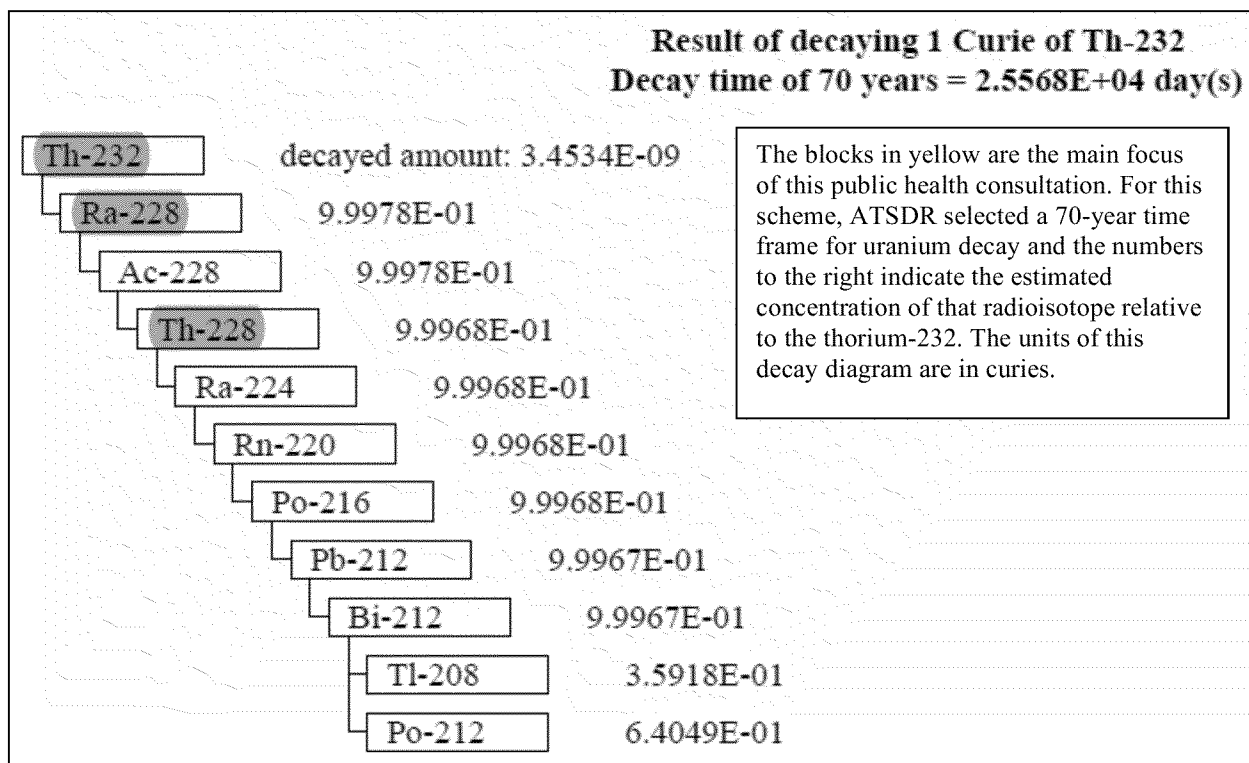 Result of decaying 1 Curie of Th-232
Decay time of 70 years = 2.5568E+04 day(s)
Th-232 decayed amount: 3.4534E-09
Ra-228 9.9978E-01
Ac-228 9.9978E-01
Th-228 9.9968E-01
Ra-224 9.9968E-01
Rn-220 9.9968E-01
Po-216 9.9968E-01
Pb-212 9.9967E-01
Bi-212 9.9967E-01
Tl-208 3.5918E-01
Po-212 6.4049E-01
The blocks in yellow are the main focus
of this public health consultation. For this
scheme, ATSDR selected a 70-year time
frame for uranium decay and the numbers
to the right indicate the estimated
concentration of that radioisotope relative
to the thorium-232. The units of this
decay diagram are in curies.